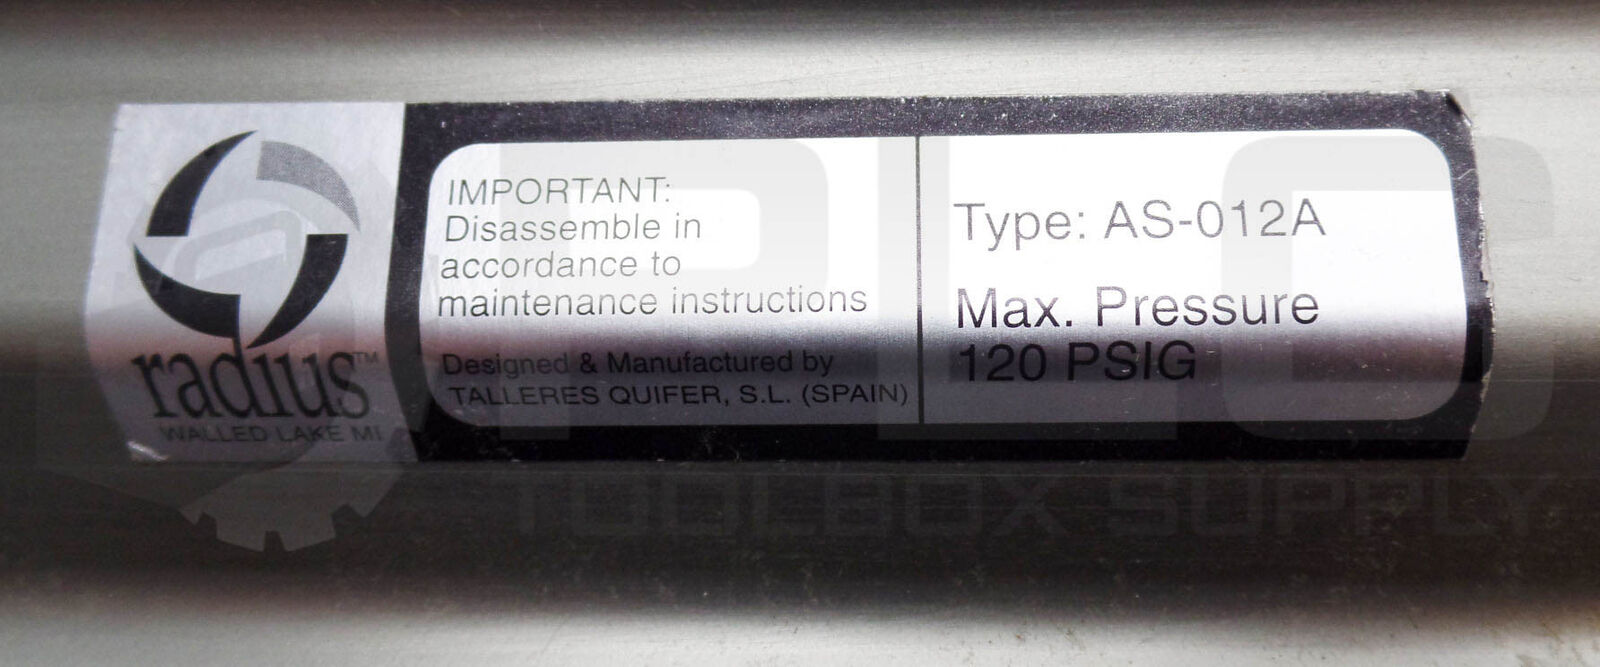 radius™
WALLED LAKE MI
IMPORTANT:
Disassemble in
accordance to
maintenance instructions
Designed & Manufactured by
TALLERES QUIFER, S.L. (SPAIN)
Type: AS-012A
Max. Pressure
120 PSIG
PLC
TOOLBOX SUPPLY